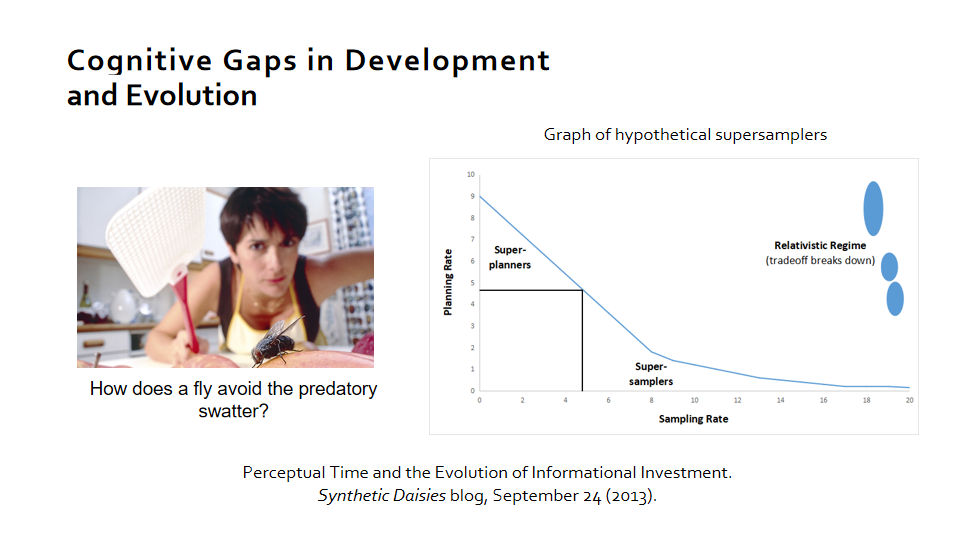 Cognitive Gaps in Development
and Evolution
Graph of hypothetical supersamplers
How does a fly avoid the predatory
swatter?
10
9
8
7
6
5
4
3
2
1
0
Planning Rate
Super-
planners
Super-
samplers
Relativistic Regime
(tradeoff breaks down)
0 2 4 6 8 10 12 14 16 18 20
Sampling Rate
Perceptual Time and the Evolution of Informational Investment.
Synthetic Daisies blog, September 24 (2013).